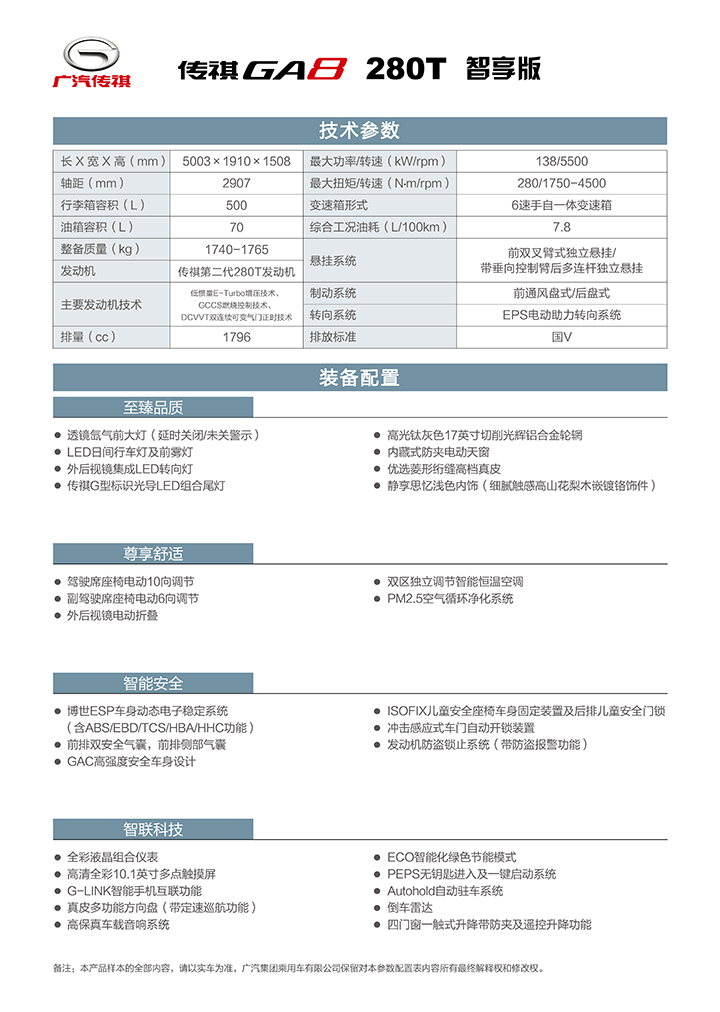 广汽传祺
传祺GA8 280T 智享版
技术参数
长X宽X高（mm） 5003×1910×1508 最大功率/转速（kW/rpm） 138/5500
轴距（mm） 2907 最大扭矩/转速（N·m/rpm） 280/1750-4500
行李箱容积（L） 500 变速箱形式 6速手自一体变速箱
油箱容积（L） 70 综合工况油耗（L/100km） 7.8
整备质量（kg） 1740-1765 悬挂系统 前双叉臂式独立悬挂/
带垂向控制臂后多连杆独立悬挂
发动机 传祺第二代280T发动机
主要发动机技术 低惯量E-Turbo增压技术、
GCCS燃烧控制技术、
DCVVT双连续可变气门正时技术
制动系统 前通风盘式/后盘式
转向系统 EPS电动助力转向系统
排量（cc） 1796 排放标准 国V
装备配置
至臻品质
● 透镜氙气前大灯（延时关闭/未关警示）
● LED日间行车灯及前雾灯
● 外后视镜集成LED转向灯
● 传祺G型标识光导LED组合尾灯
● 高光钛灰色17英寸切削光辉铝合金轮辋
● 内藏式防夹电动天窗
● 优选菱形绗缝高档真皮
● 静享思忆浅色内饰（细腻触感高山花梨木嵌镀铬饰件）
尊享舒适
● 驾驶席座椅电动10向调节
● 副驾驶席座椅电动6向调节
● 外后视镜电动折叠
● 双区独立调节智能恒温空调
● PM2.5空气循环净化系统
智能安全
● 博世ESP车身动态电子稳定系统
（含ABS/EBD/TCS/HBA/HHC功能）
● 前排双安全气囊，前排侧部气囊
● GAC高强度安全车身设计
● ISOFIX儿童安全座椅车身固定装置及后排儿童安全门锁
● 冲击感应式车门自动开锁装置
● 发动机防盗锁止系统（带防盗报警功能）
智联科技
● 全彩液晶组合仪表
● 高清全彩10.1英寸多点触摸屏
● G-LINK智能手机互联功能
● 真皮多功能方向盘（带定速巡航功能）
● 高保真车载音响系统
● ECO智能化绿色节能模式
● PEPS无钥匙进入及一键启动系统
● Autohold自动驻车系统
● 倒车雷达
● 四门窗一触式升降带防夹及遥控升降功能
备注：本产品样本的全部内容，请以实车为准，广汽集团乘用车有限公司保留对本参数配置表内容所有最终解释权和修改权。